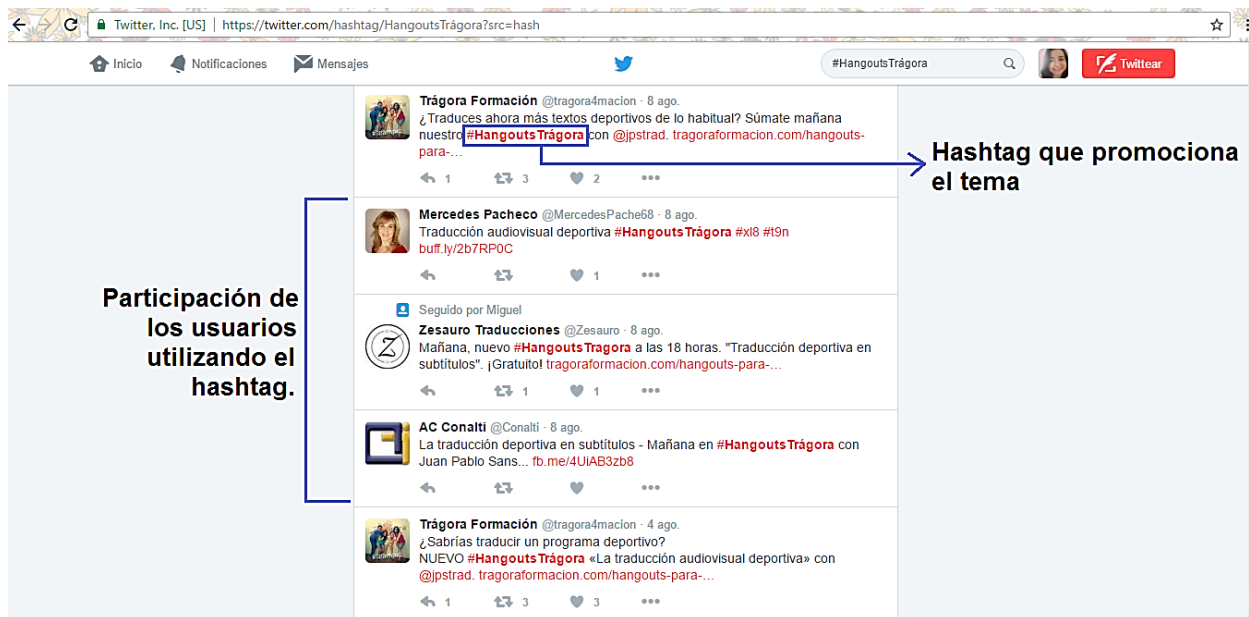 Twitter, Inc. [US] | https://twitter.com/hashtag/HangoutsTrágora?src=hash
Inicio Notificaciones Mensajes #HangoutsTrágora Twittear
Trágora Formación @tragora4macion · 8 ago.
¿Traduces ahora más textos deportivos de lo habitual? Súmate mañana
nuestro #HangoutsTrágora con @jpstrad. tragoraformacion.com/hangouts-
para-...
1 3 2
Hashtag que promociona
el tema
Mercedes Pacheco @MercedesPache68 · 8 ago.
Traducción audiovisual deportiva #HangoutsTrágora #xl8 #t9n
buff.ly/2b7RP0C
1
Participación de
los usuarios
utilizando el
hashtag.
Seguido por Miguel
Zesauro Traducciones @Zesauro · 8 ago.
Mañana, nuevo #HangoutsTragora a las 18 horas. "Traducción deportiva en
subtítulos". ¡Gratuito! tragoraformacion.com/hangouts-para-...
1 1
AC Conalti @Conalti · 8 ago.
La traducción deportiva en subtítulos - Mañana en #HangoutsTrágora con
Juan Pablo Sans... fb.me/4UiAB3zb8
Trágora Formación @tragora4macion · 4 ago.
¿Sabrías traducir un programa deportivo?
NUEVO #HangoutsTrágora «La traducción audiovisual deportiva» con
@jpstrad. tragoraformacion.com/hangouts-para-...
1 3 3